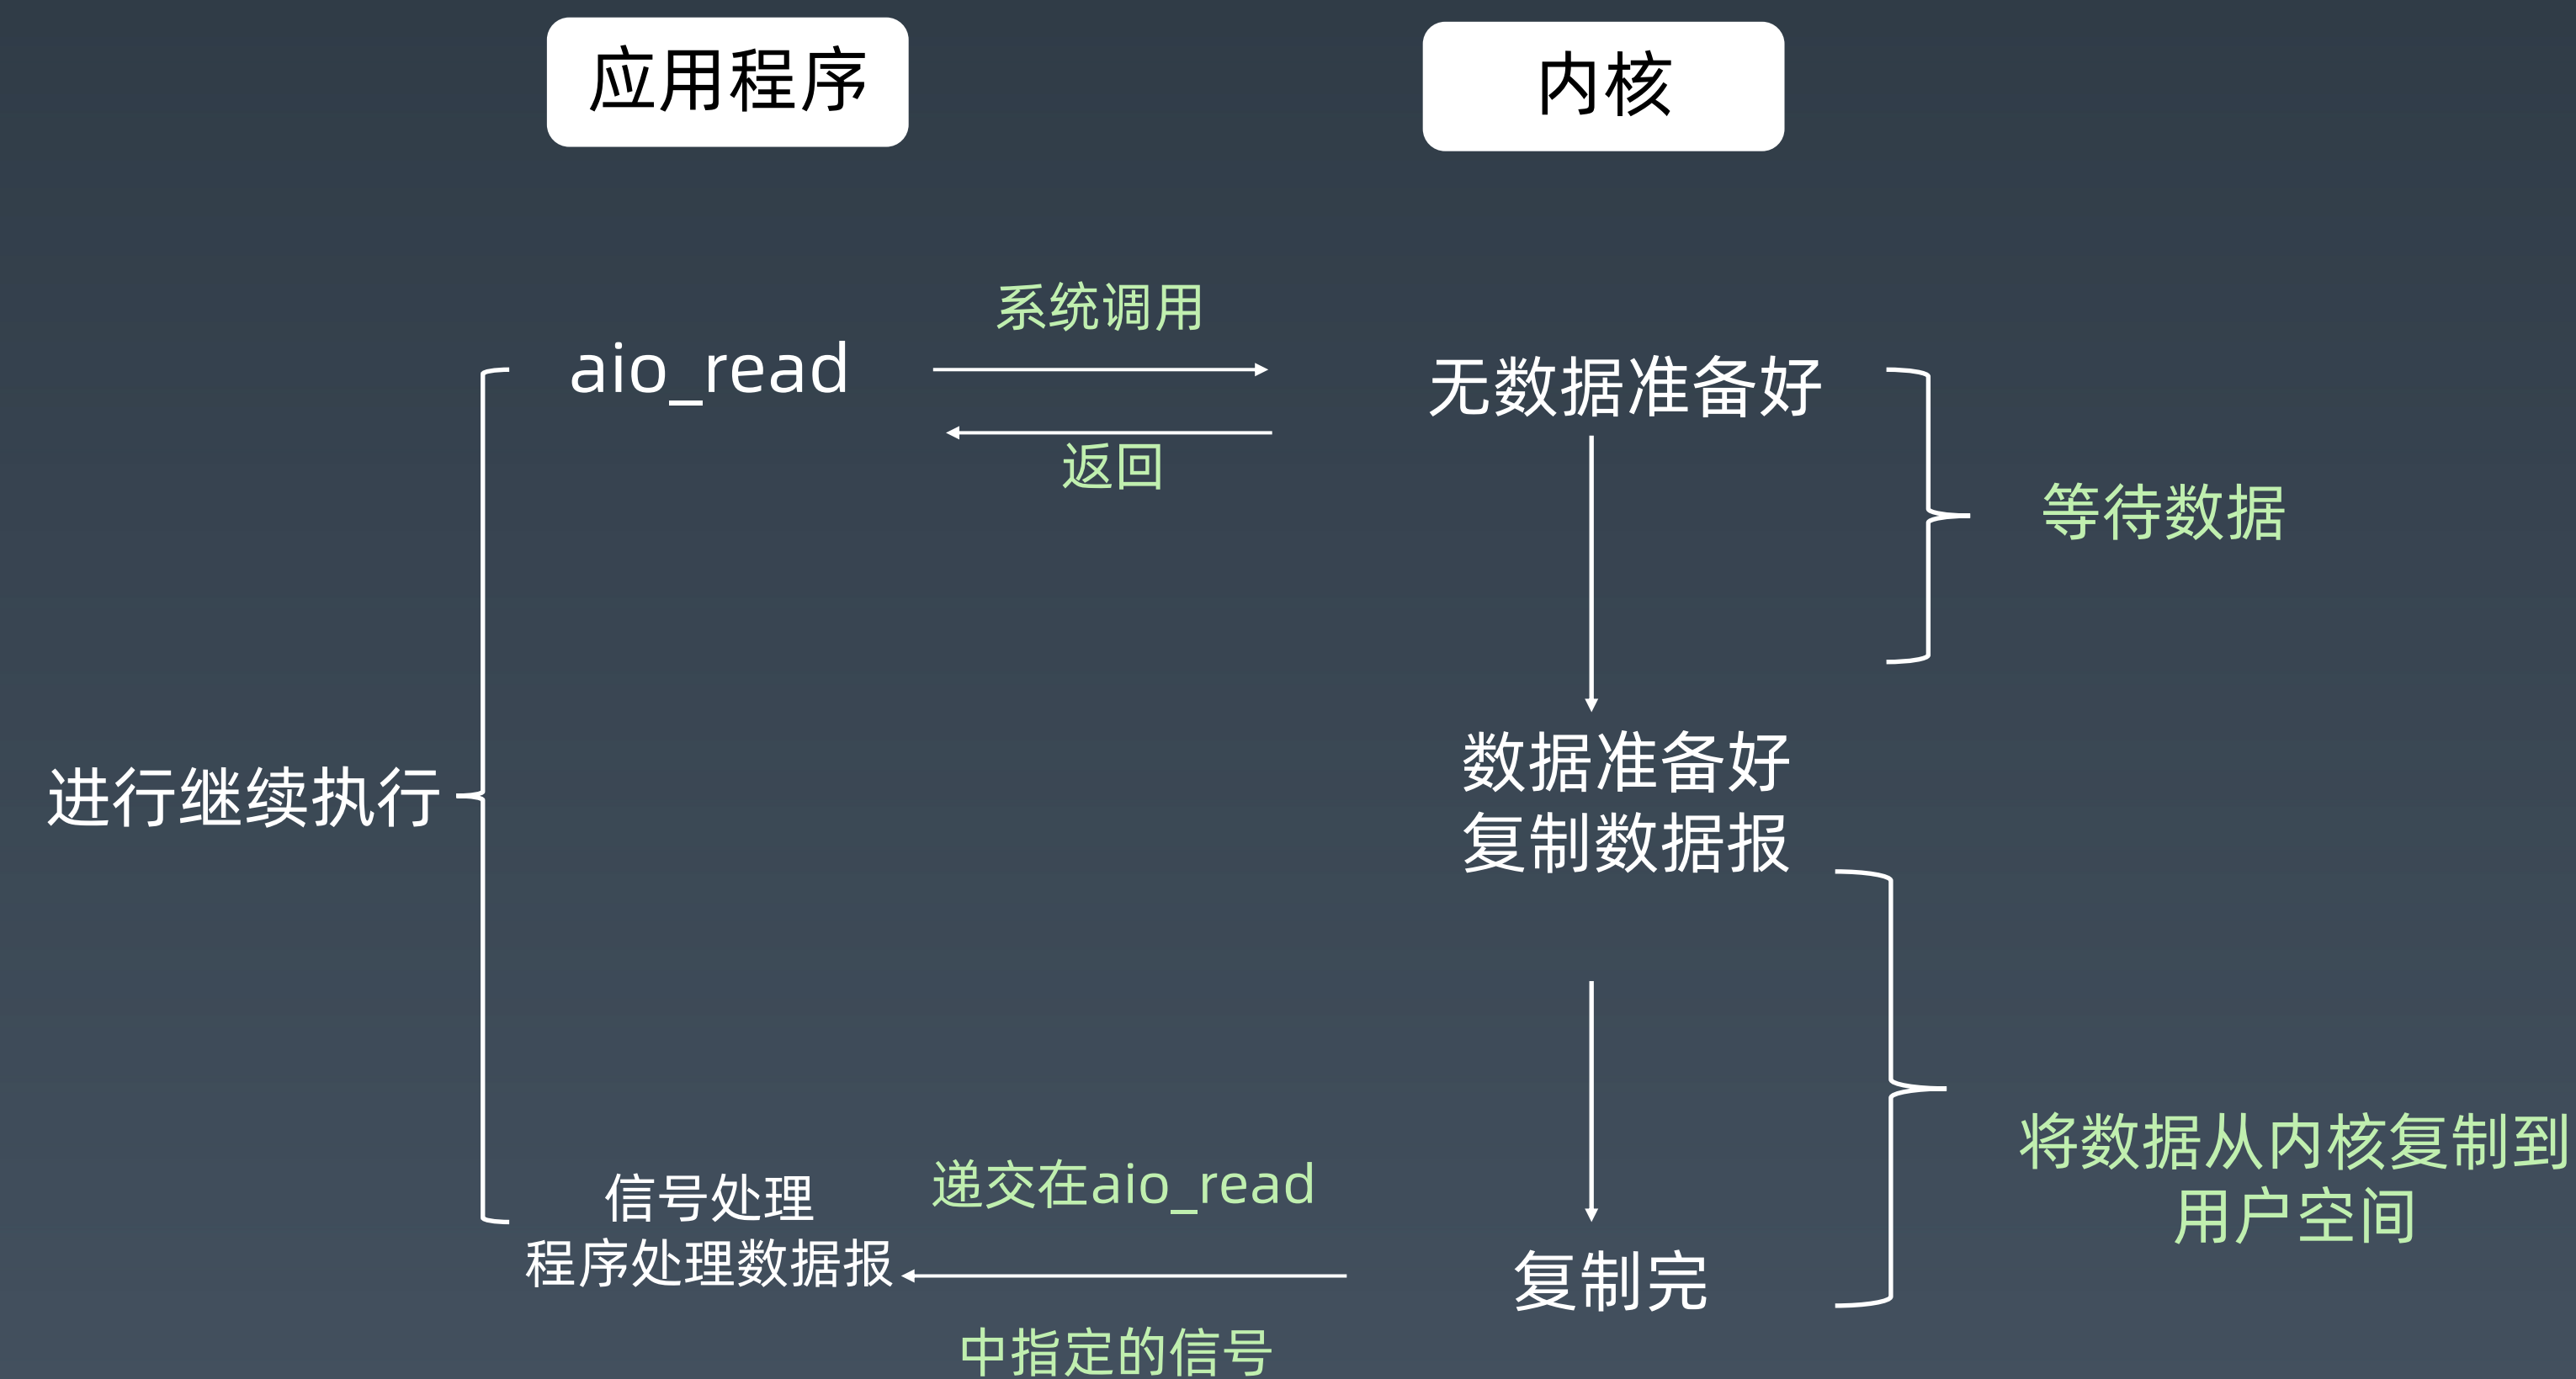 应用程序
内核
系统调用
aio_read
无数据准备好
返回
等待数据
数据准备好
进行继续执行
复制数据报
将数据从内核复制到
用户空间
递交在aio_read
信号处理
程序处理数据报
复制完
中指定的信号